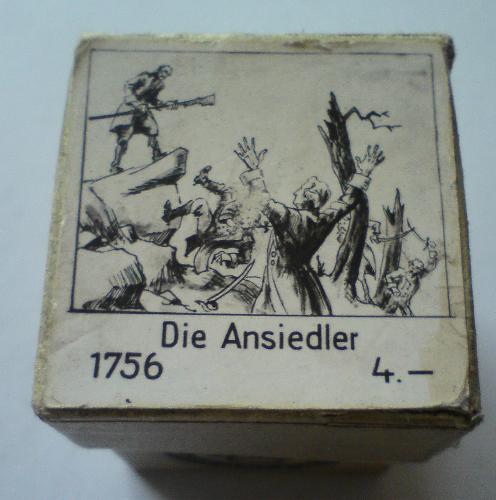 Die Ansiedler
1756 4.—